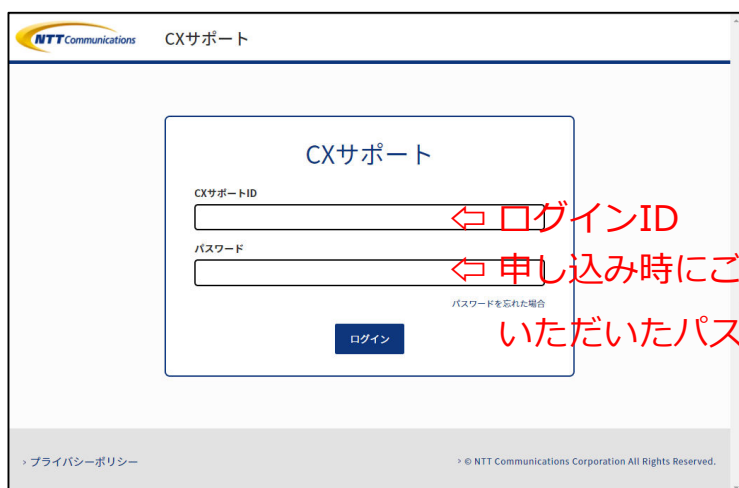 NTT Communications CXサポート
CXサポート
CXサポートID
⇦ ログインID
パスワード
⇦ 申し込み時にご
パスワードを忘れた場合
いただいたパス
ログイン
› プライバシーポリシー
› © NTT Communications Corporation All Rights Reserved.